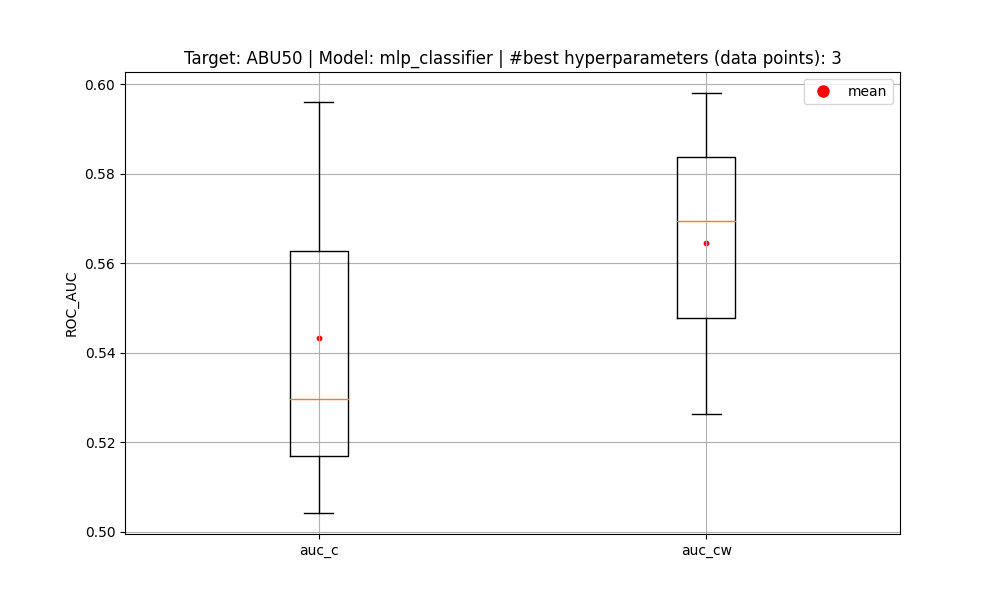 Target: ABU50 | Model: mlp_classifier | #best hyperparameters (data points): 3
mean
0.60
0.58
0.56
0.54
0.52
0.50
ROC_AUC
auc_c
auc_cw